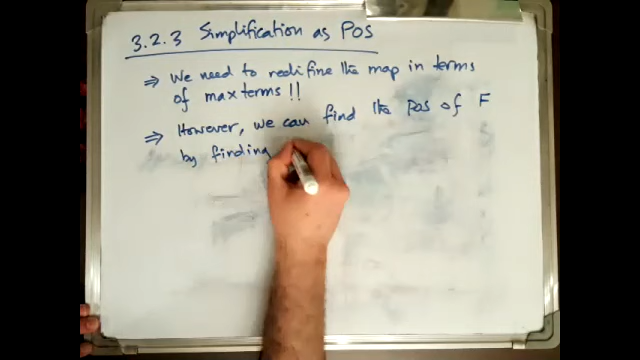 3.2.3 Simplification as POS
⇒ We need to redifine the map in terms
of maxterms !!
⇒ However, we can find the pos of F
by finding